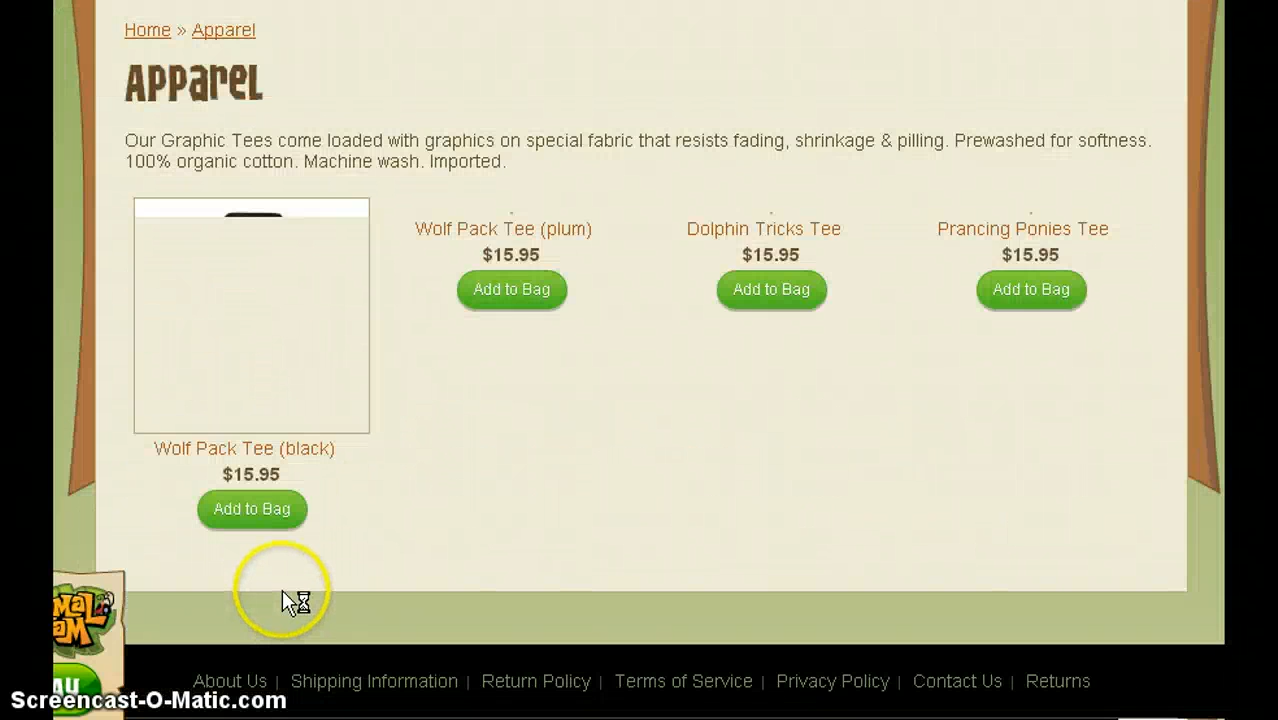 Home » Apparel
Apparel
Our Graphic Tees come loaded with graphics on special fabric that resists fading, shrinkage & pilling. Prewashed for softness.
100% organic cotton. Machine wash. Imported.
Wolf Pack Tee (plum)
$15.95
Add to Bag
Dolphin Tricks Tee
$15.95
Add to Bag
Prancing Ponies Tee
$15.95
Add to Bag
Wolf Pack Tee (black)
$15.95
Add to Bag
About Us | Shipping Information | Return Policy | Terms of Service | Privacy Policy | Contact Us | Returns
Screencast-O-Matic.com